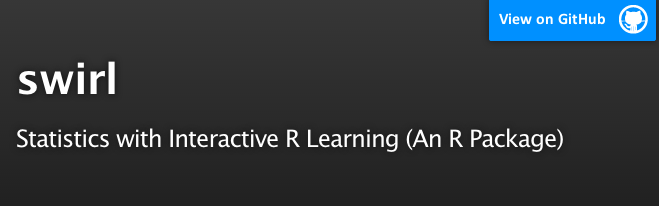 View on GitHub
swirl
Statistics with Interactive R Learning (An R Package)